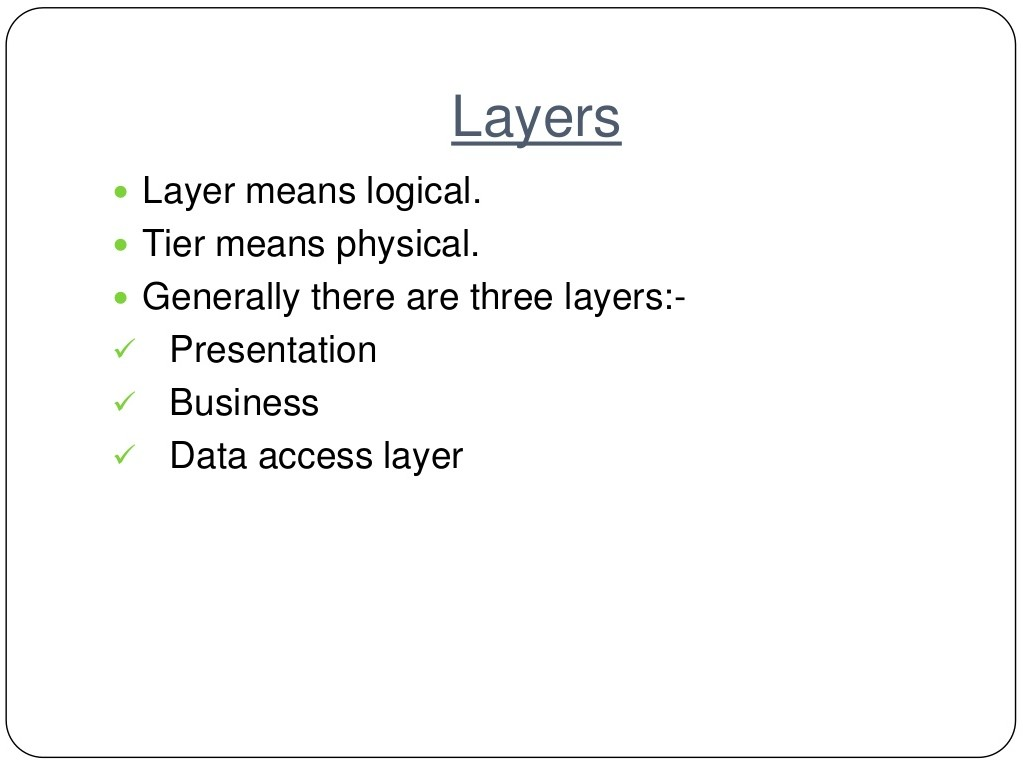 Layers
• Layer means logical.
• Tier means physical.
• Generally there are three layers:-
✓ Presentation
✓ Business
✓ Data access layer